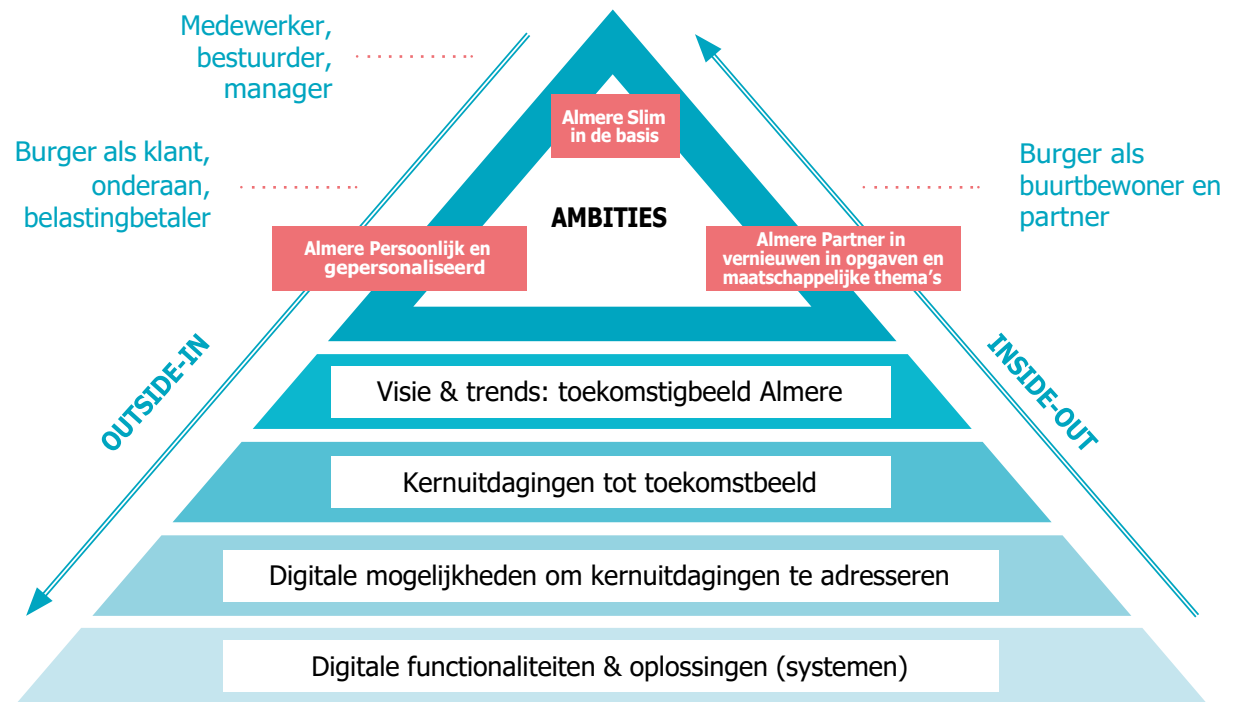 Medewerker,
bestuurder,
manager
Burger als klant,
onderaan,
belastingbetaler
Burger als
buurtbewoner en
partner
Almere Slim
in de basis
AMBITIES
Almere Persoonlijk en
gepersonaliseerd
Almere Partner in
vernieuwen in opgaven en
maatschappelijke thema's
OUTSIDE-IN
INSIDE-OUT
Visie & trends: toekomstigbeeld Almere
Kernuitdagingen tot toekomstbeeld
Digitale mogelijkheden om kernuitdagingen te adresseren
Digitale functionaliteiten & oplossingen (systemen)